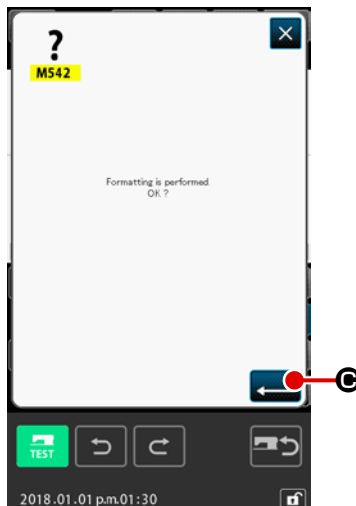 ?
M542
Formatting is performed
OK ?
C
TEST
2018.01.01 p.m.01:30